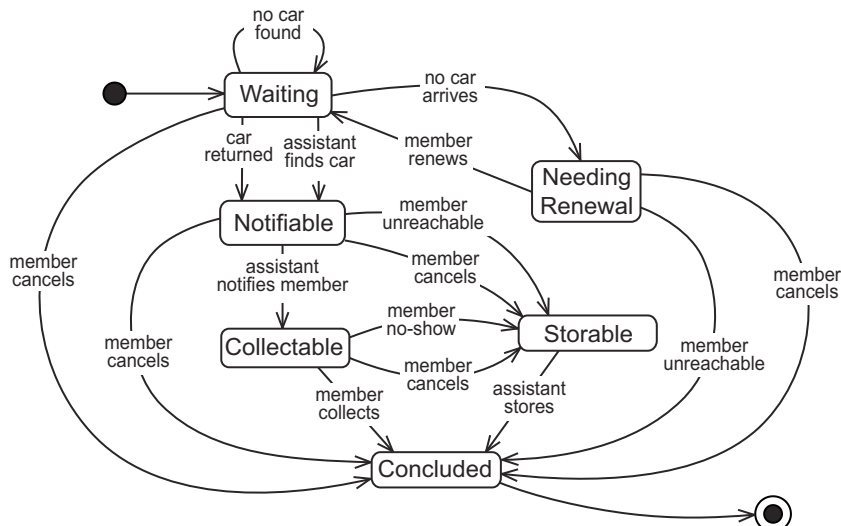 no car
found
Waiting
no car
arrives
car
returned
assistant
finds car
member
renews
Needing
Renewal
Notifiable
member
unreachable
member
cancels
assistant
notifies member
member
cancels
member
cancels
member
cancels
Collectable
member
no-show
Storable
member
cancels
member
unreachable
member
cancels
member
collects
assistant
stores
Concluded